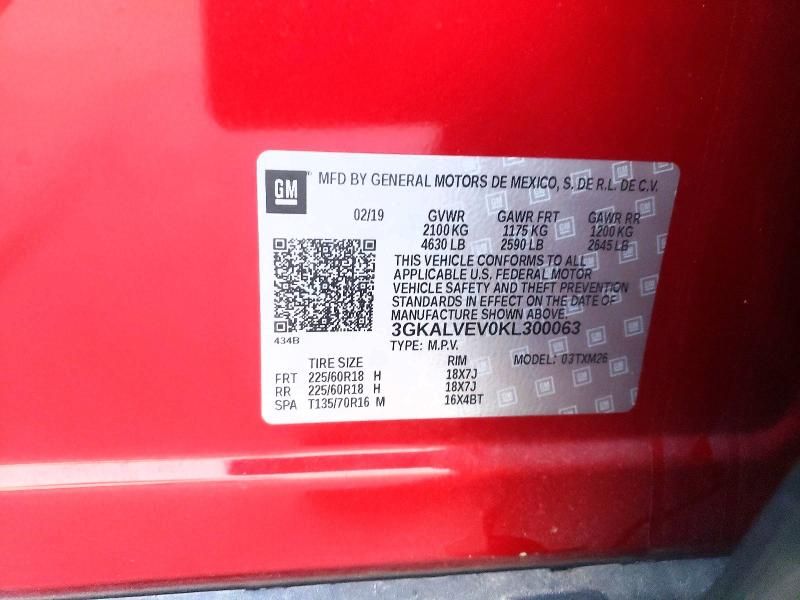 GM
MFD BY GENERAL MOTORS DE MEXICO, S. DE R.L. DE C.V.
02/19 GVWR GAWR FRT GAWR RR
2100 KG 1175 KG 1200 KG
4630 LB 2590 LB 2645 LB
THIS VEHICLE CONFORMS TO ALL
APPLICABLE U.S. FEDERAL MOTOR
VEHICLE SAFETY AND THEFT PREVENTION
STANDARDS IN EFFECT ON THE DATE OF
MANUFACTURE SHOWN ABOVE.
3GKALVEV0KL300063
434B
TYPE: M.P.V. MODEL: 03TXM26
TIRE SIZE RIM
FRT 225/60R18 H 18X7J
RR 225/60R18 H 18X7J
SPA T135/70R16 M 16X4BT